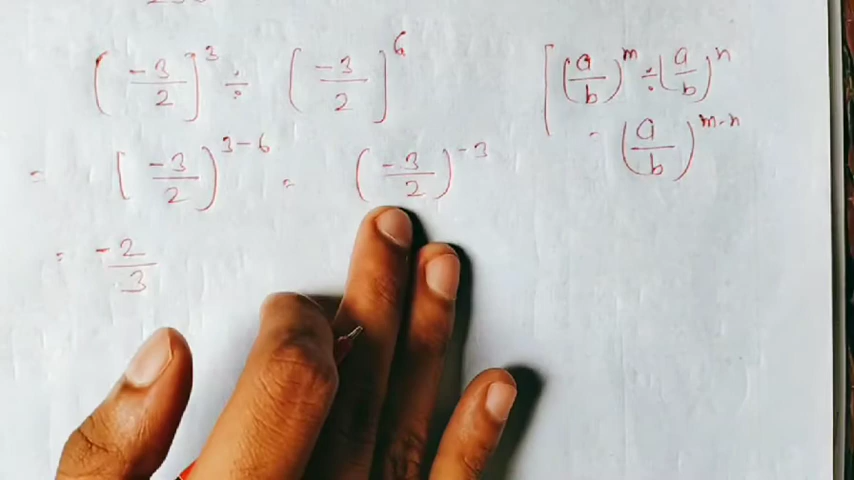 (-3/2)^3 ÷ (-3/2)^6 [(a/b)^m ÷ (a/b)^n
= (a/b)^m-n
= (-3/2)^3-6 = (-3/2)^-3
= -2/3